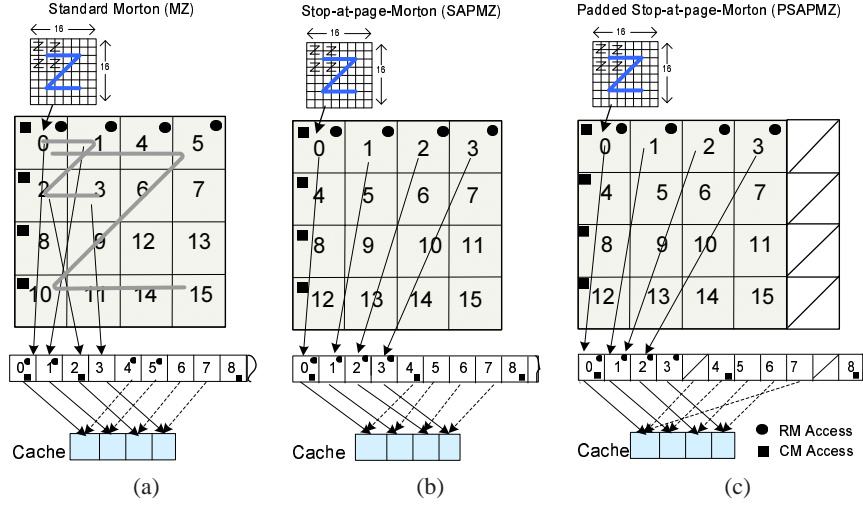 Standard Morton (MZ)
Stop-at-page-Morton (SAPMZ)
Padded Stop-at-page-Morton (PSAPMZ)
16
16
16
16
16
16
0 1 4 5
2 3 6 7
8 9 12 13
10 11 14 15
0 1 2 3 4 5 6 7 8
Cache
(a)
0 1 2 3
4 5 6 7
8 9 10 11
12 13 14 15
0 1 2 3 4 5 6 7 8
Cache
(b)
0 1 2 3
4 5 6 7
8 9 10 11
12 13 14 15
0 1 2 3 4 5 6 7 8
Cache
RM Access
CM Access
(c)